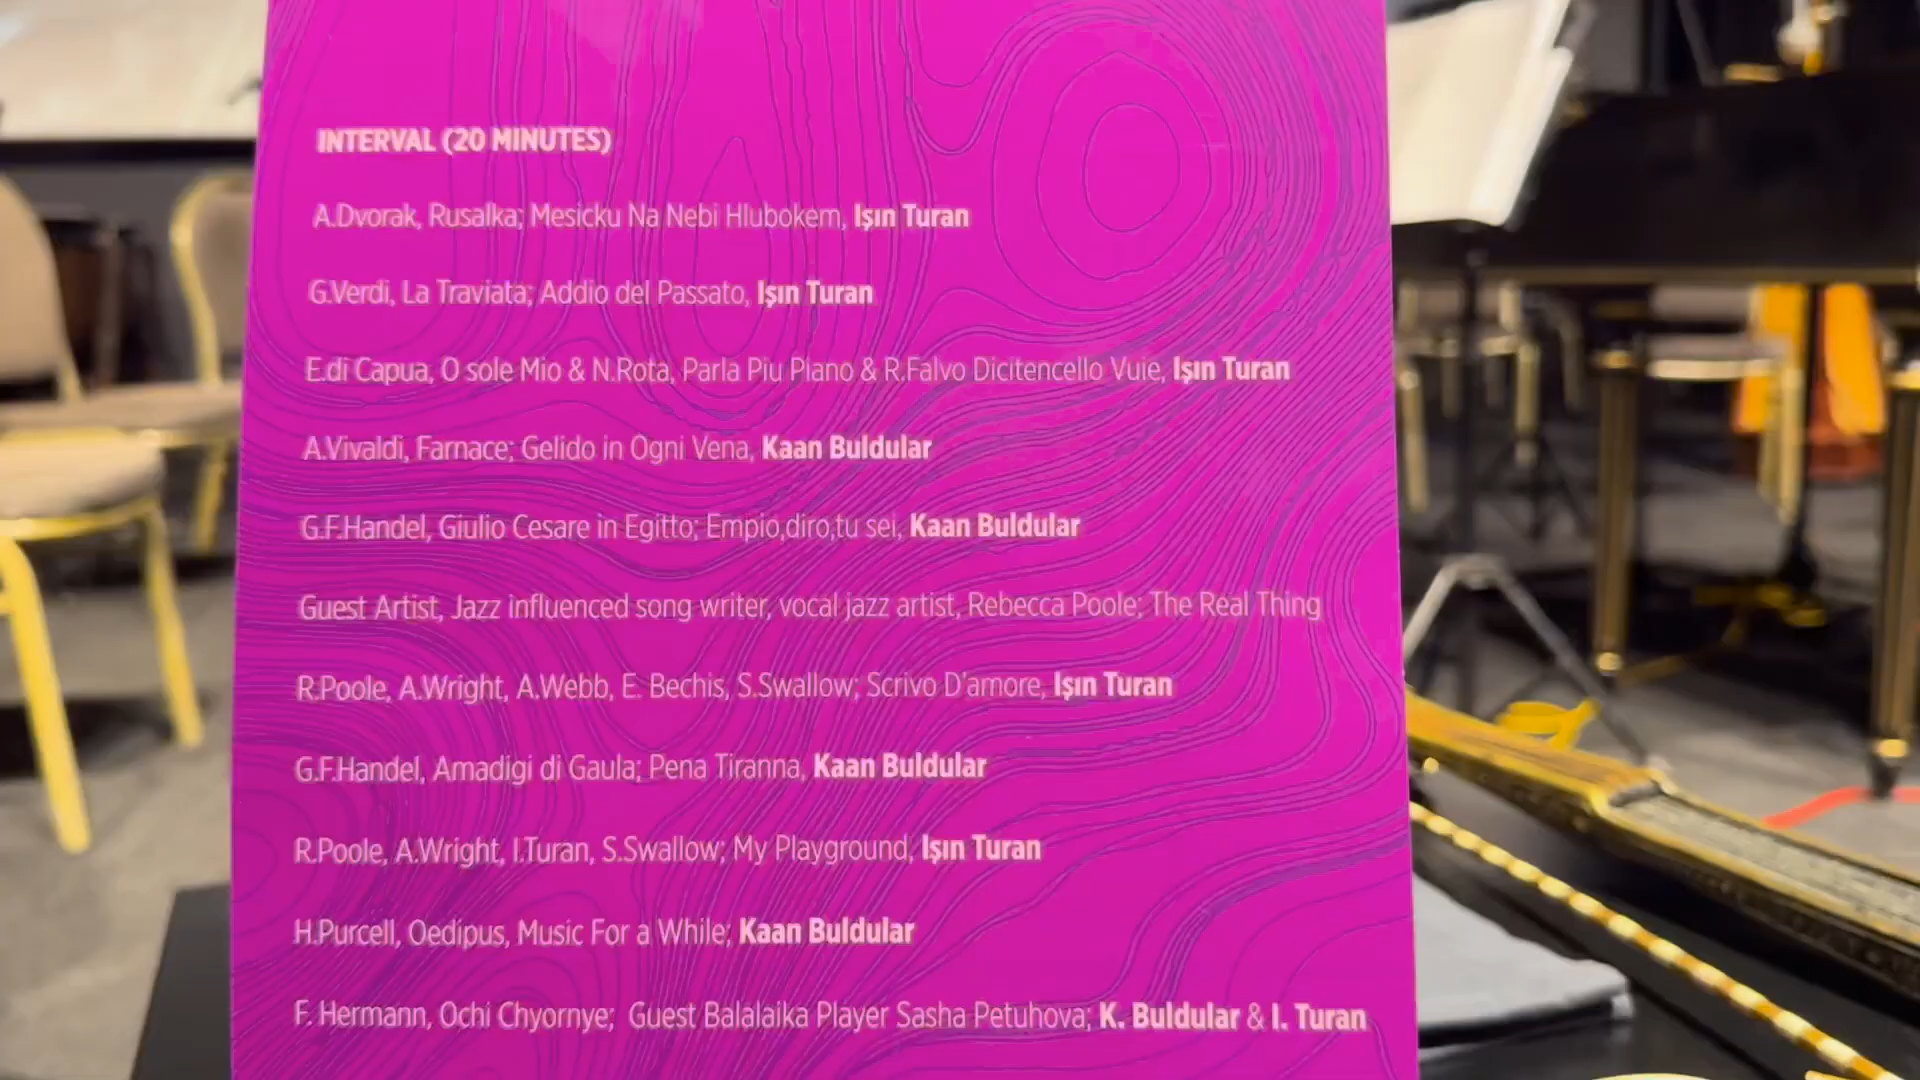 INTERVAL (20 MINUTES)
A.Dvorak, Rusalka; Mesicku Na Nebi Hlubokem, Işın Turan
G.Verdi, La Traviata; Addio del Passato, Işın Turan
E.di Capua, O sole Mio & N.Rota, Parla Piu Piano & R.Falvo Dicitencello Vuie, Işın Turan
A.Vivaldi, Farnace; Gelido in Ogni Vena, Kaan Buldular
G.F.Handel, Giulio Cesare in Egitto; Empio,diro,tu sei, Kaan Buldular
Guest Artist, Jazz influenced song writer, vocal jazz artist, Rebecca Poole; The Real Thing
R.Poole, A.Wright, A.Webb, E. Bechis, S.Swallow; Scrivo D'amore, Işın Turan
G.F.Handel, Amadigi di Gaula; Pena Tiranna, Kaan Buldular
R.Poole, A.Wright, I.Turan, S.Swallow; My Playground, Işın Turan
H.Purcell, Oedipus, Music For a While; Kaan Buldular
F. Hermann, Ochi Chyornye; Guest Balalaika Player Sasha Petuhova; K. Buldular & I. Turan